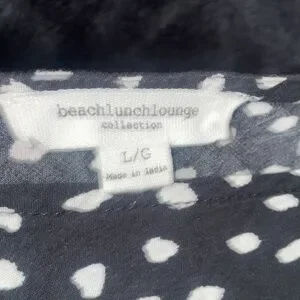 beachlunchlounge
collection
L/G
Made in India